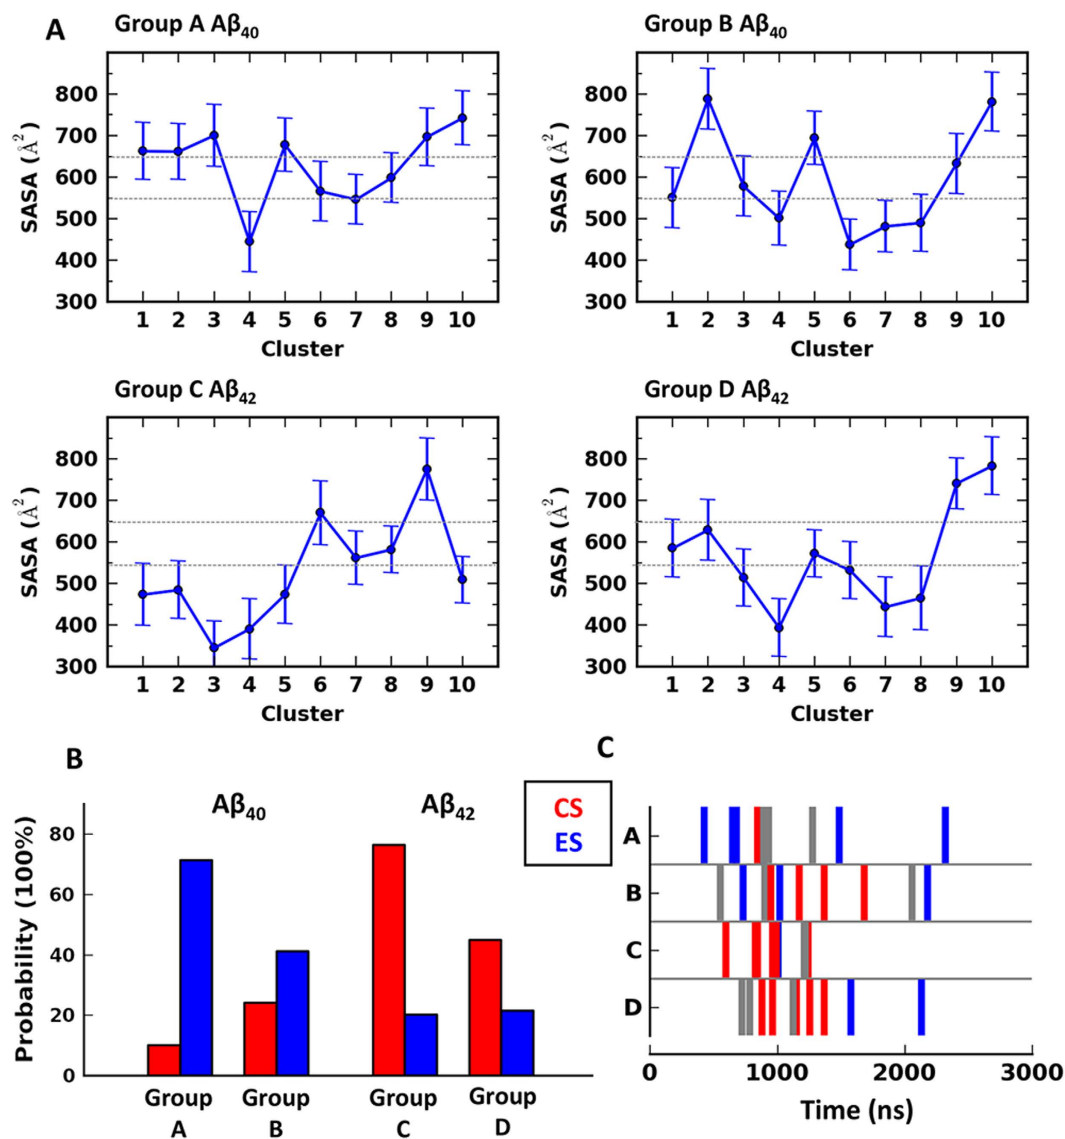 A
Group A Aβ40
SASA (Å²)
800
700
600
500
400
300
1 2 3 4 5 6 7 8 9 10
Cluster
Group B Aβ40
SASA (Å²)
800
700
600
500
400
300
1 2 3 4 5 6 7 8 9 10
Cluster
Group C Aβ42
SASA (Å²)
800
700
600
500
400
300
1 2 3 4 5 6 7 8 9 10
Cluster
Group D Aβ42
SASA (Å²)
800
700
600
500
400
300
1 2 3 4 5 6 7 8 9 10
Cluster
B
Probability (100%)
80
60
40
20
0
Aβ40
Aβ42
Group
A
Group
B
Group
C
Group
D
CS
ES
C
A
B
C
D
0 1000 2000 3000
Time (ns)